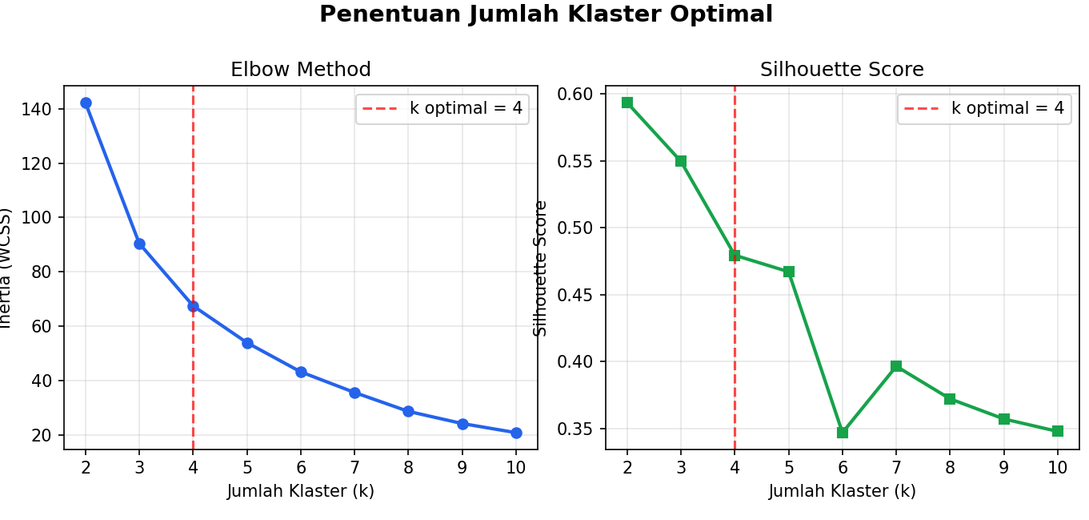 Penentuan Jumlah Klaster Optimal
Elbow Method
Inertia (WCSS)
140
120
100
80
60
40
20
k optimal = 4
2 3 4 5 6 7 8 9 10
Jumlah Klaster (k)
Silhouette Score
Silhouette Score
0.60
0.55
0.50
0.45
0.40
0.35
k optimal = 4
2 3 4 5 6 7 8 9 10
Jumlah Klaster (k)